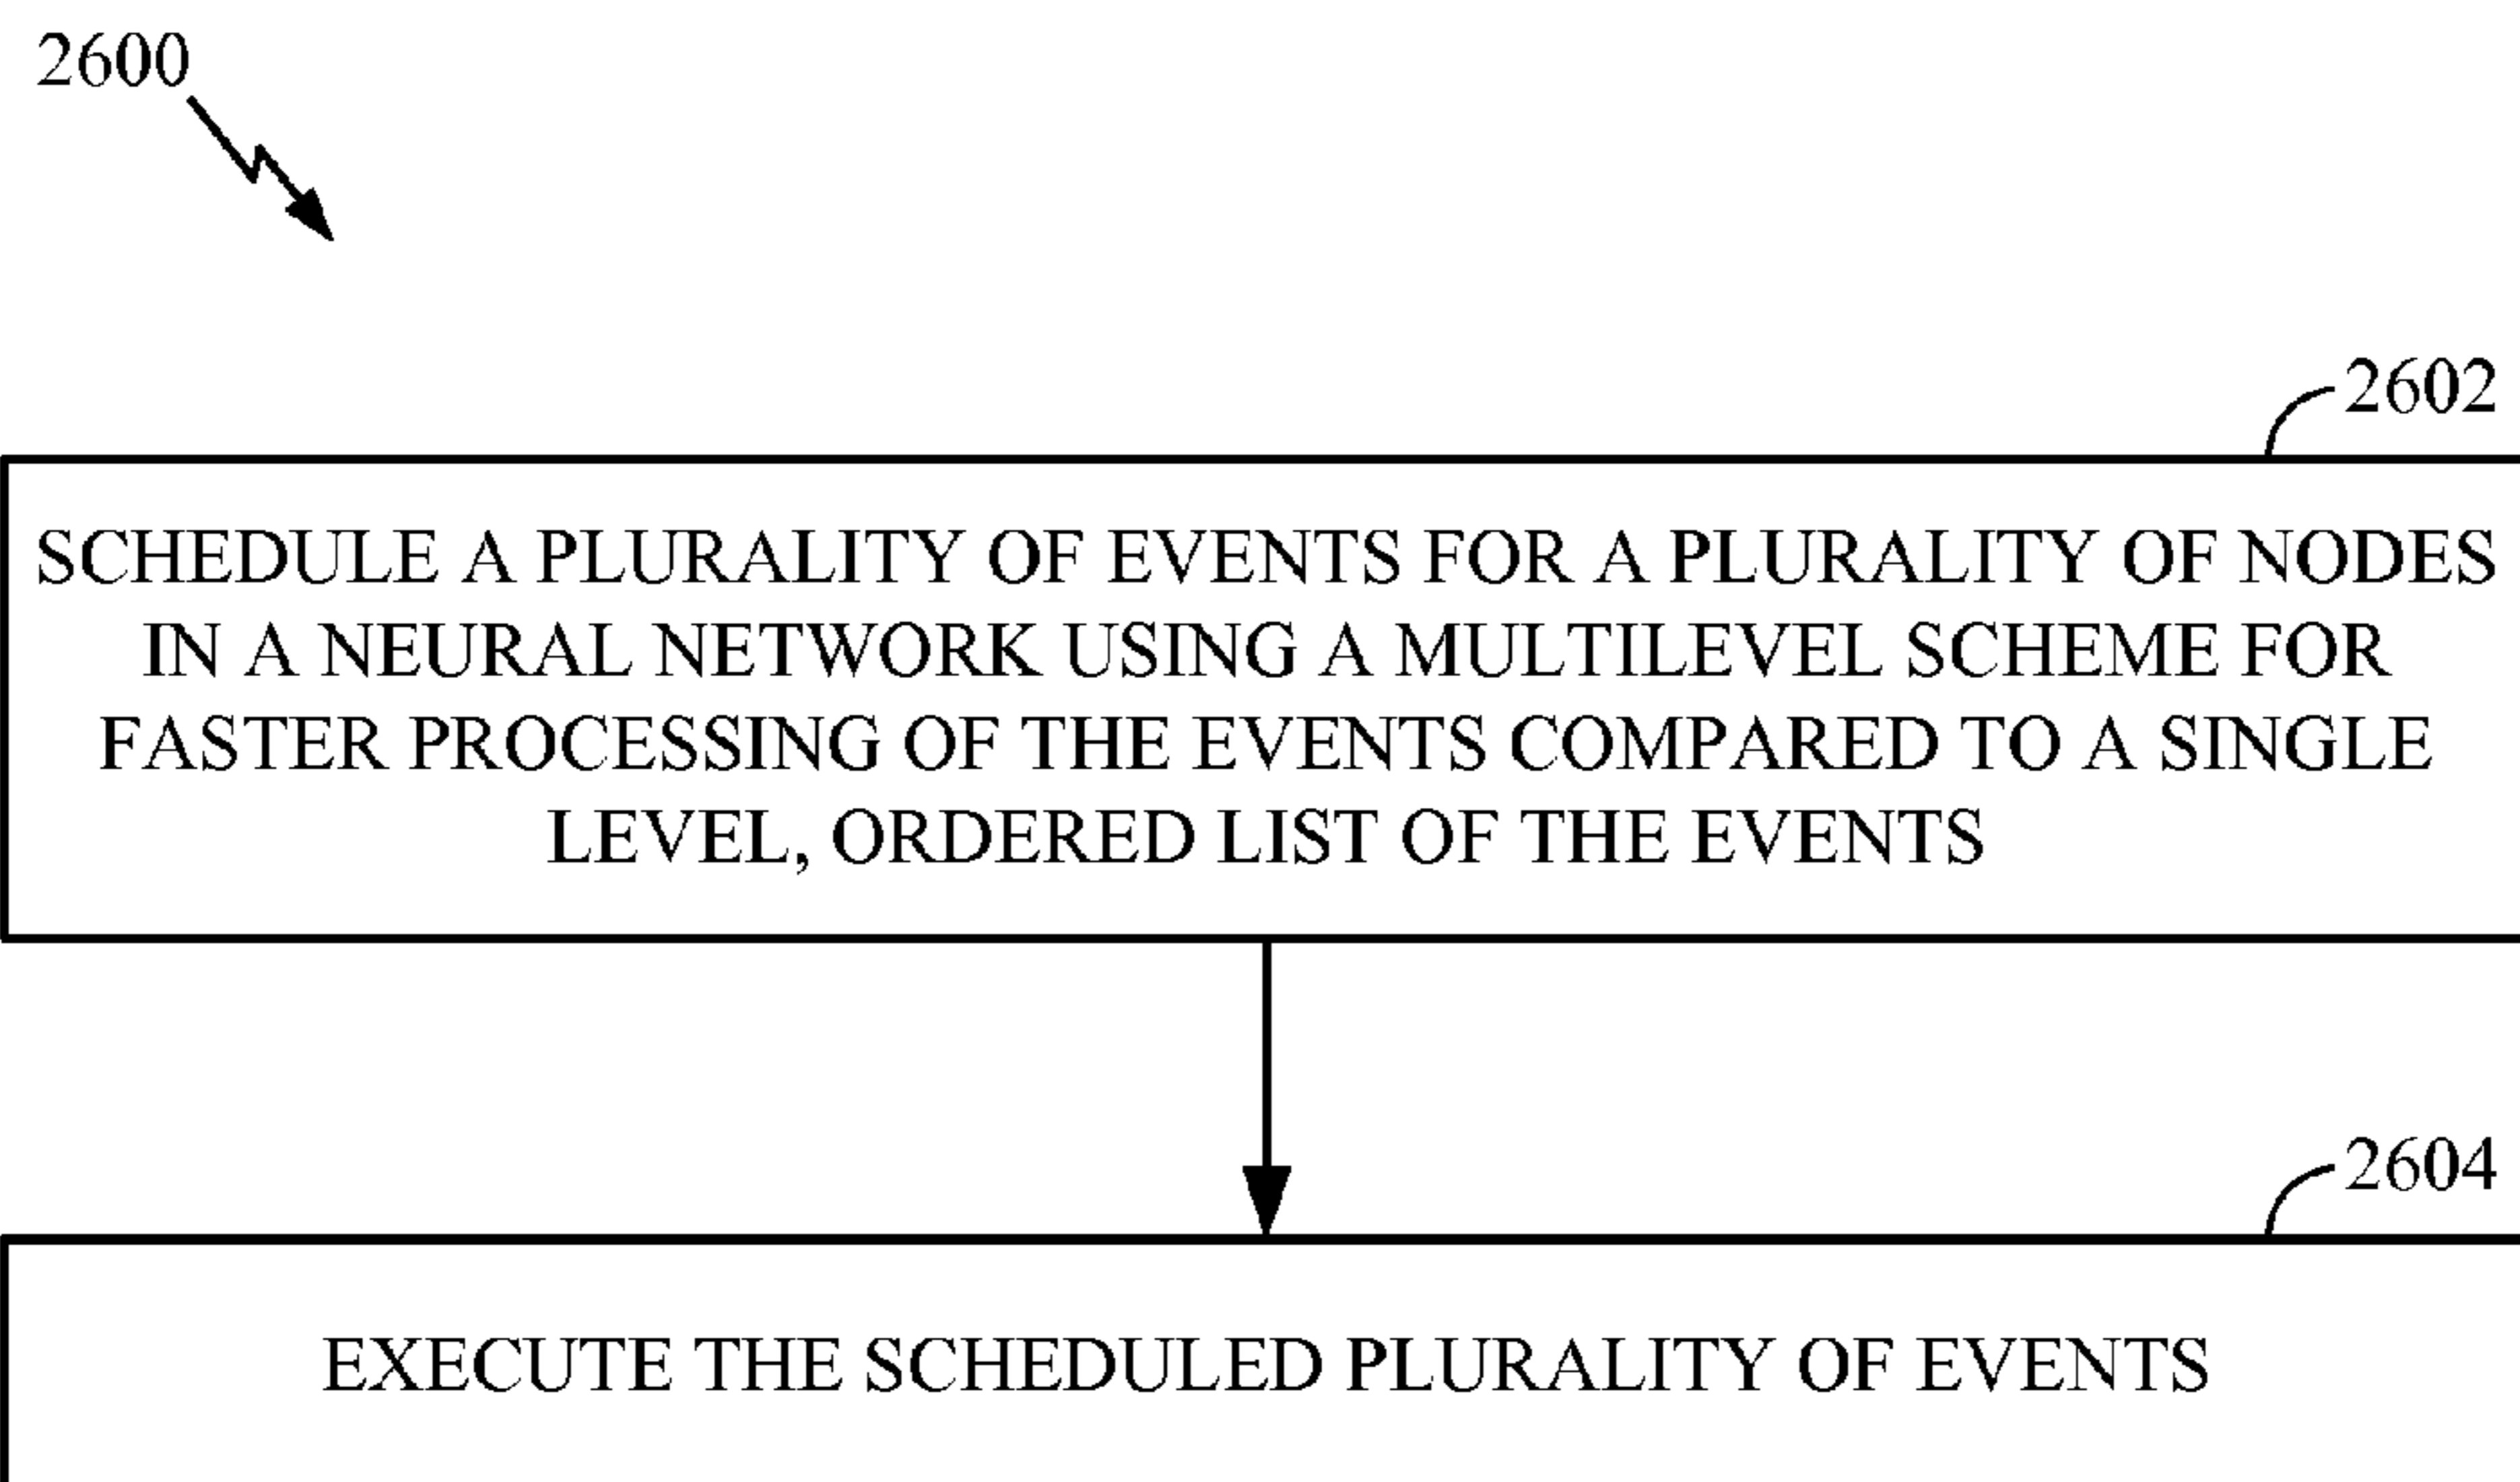 2600
2602
SCHEDULE A PLURALITY OF EVENTS FOR A PLURALITY OF NODES
IN A NEURAL NETWORK USING A MULTILEVEL SCHEME FOR
FASTER PROCESSING OF THE EVENTS COMPARED TO A SINGLE
LEVEL, ORDERED LIST OF THE EVENTS
2604
EXECUTE THE SCHEDULED PLURALITY OF EVENTS